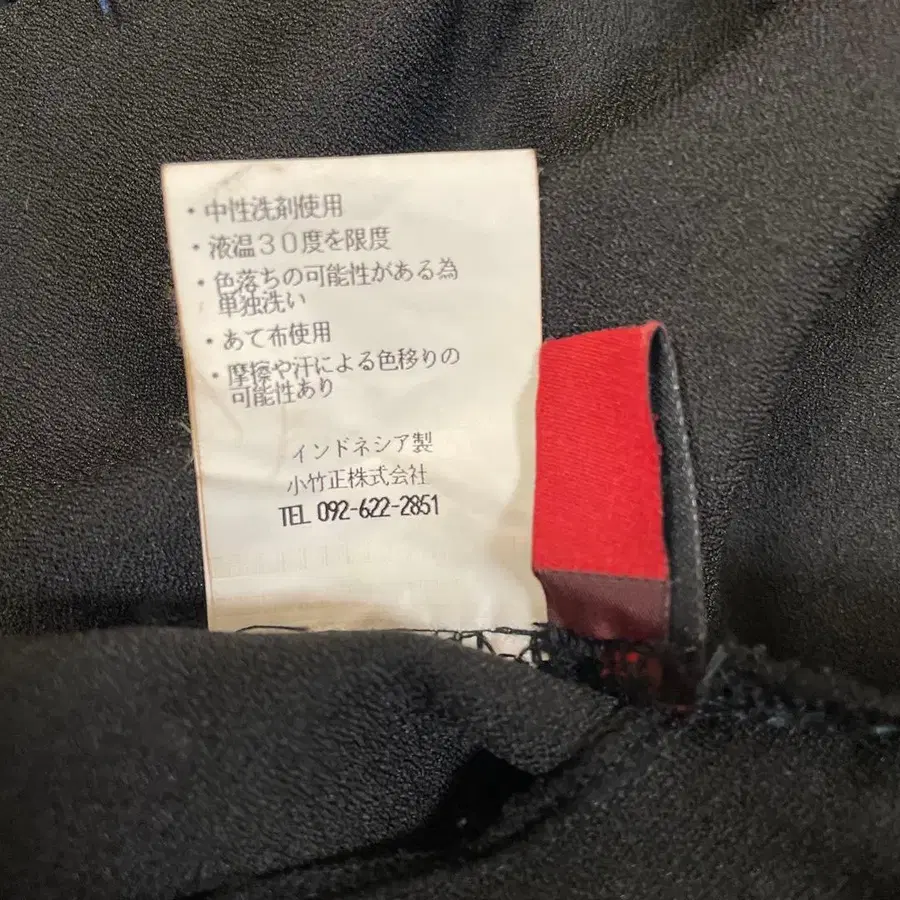 ・中性洗剤使用
・液温３０度を限度
・色落ちの可能性がある為
単独洗い
・あて布使用
・摩擦や汗による色移りの
可能性あり
インドネシア製
小竹正株式会社
TEL 092-622-2851